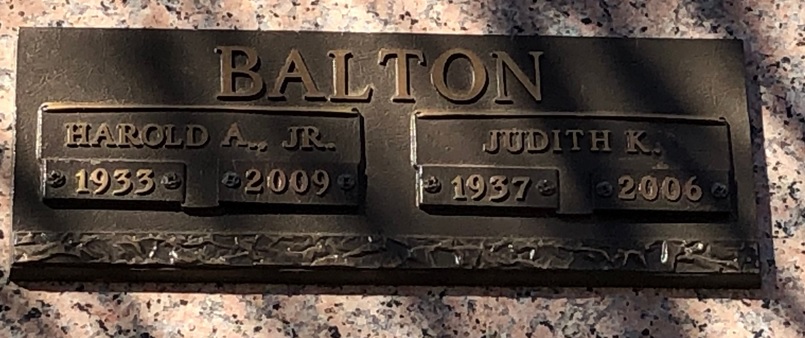 BALTON
HAROLD A., JR.
1933 2009
JUDITH K.
1937 2006